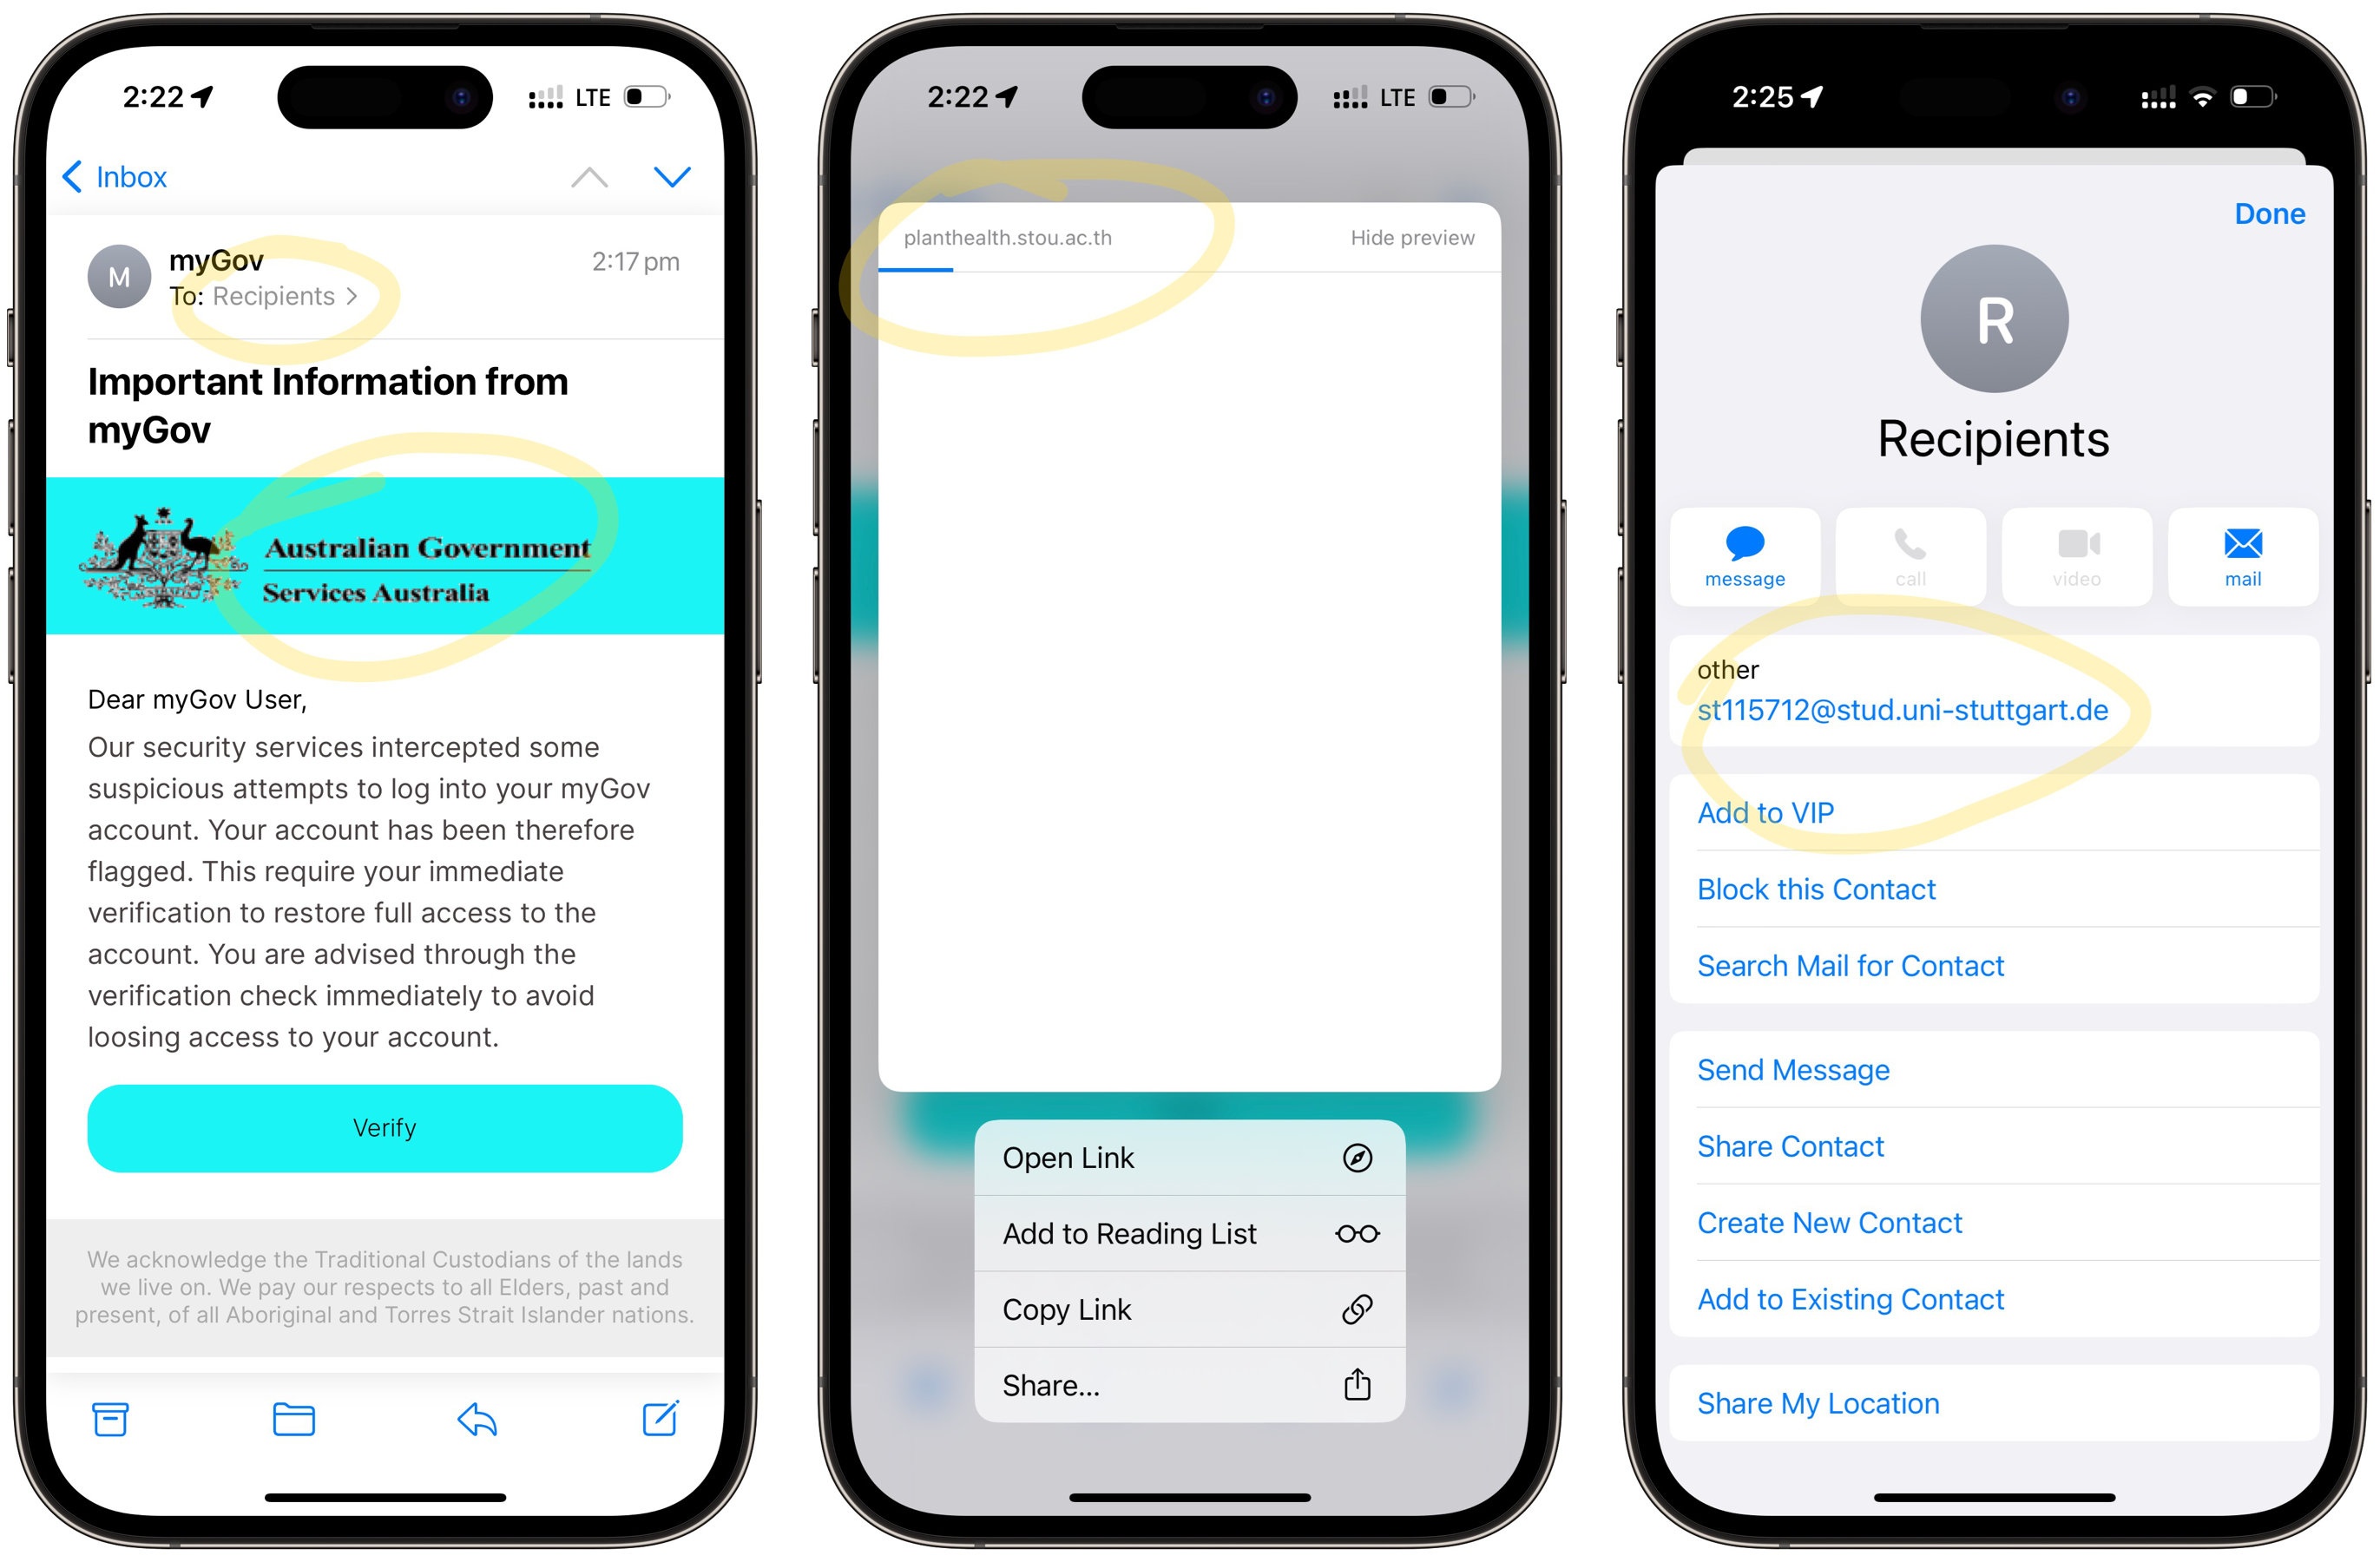 2:22
LTE
Inbox
M
myGov
2:17 pm
To: Recipients
Important Information from
myGov
Australian Government
Services Australia
Dear myGov User,
Our security services intercepted some
suspicious attempts to log into your myGov
account. Your account has been therefore
flagged. This require your immediate
verification to restore full access to the
account. You are advised through the
verification check immediately to avoid
loosing access to your account.
Verify
We acknowledge the Traditional Custodians of the lands
we live on. We pay our respects to all Elders, past and
present, of all Aboriginal and Torres Strait Islander nations.
2:22
LTE
planthealth.stou.ac.th
Hide preview
Open Link
Add to Reading List
Copy Link
Share...
2:25
Done
R
Recipients
message
call
video
mail
other
st115712@stud.uni-stuttgart.de
Add to VIP
Block this Contact
Search Mail for Contact
Send Message
Share Contact
Create New Contact
Add to Existing Contact
Share My Location